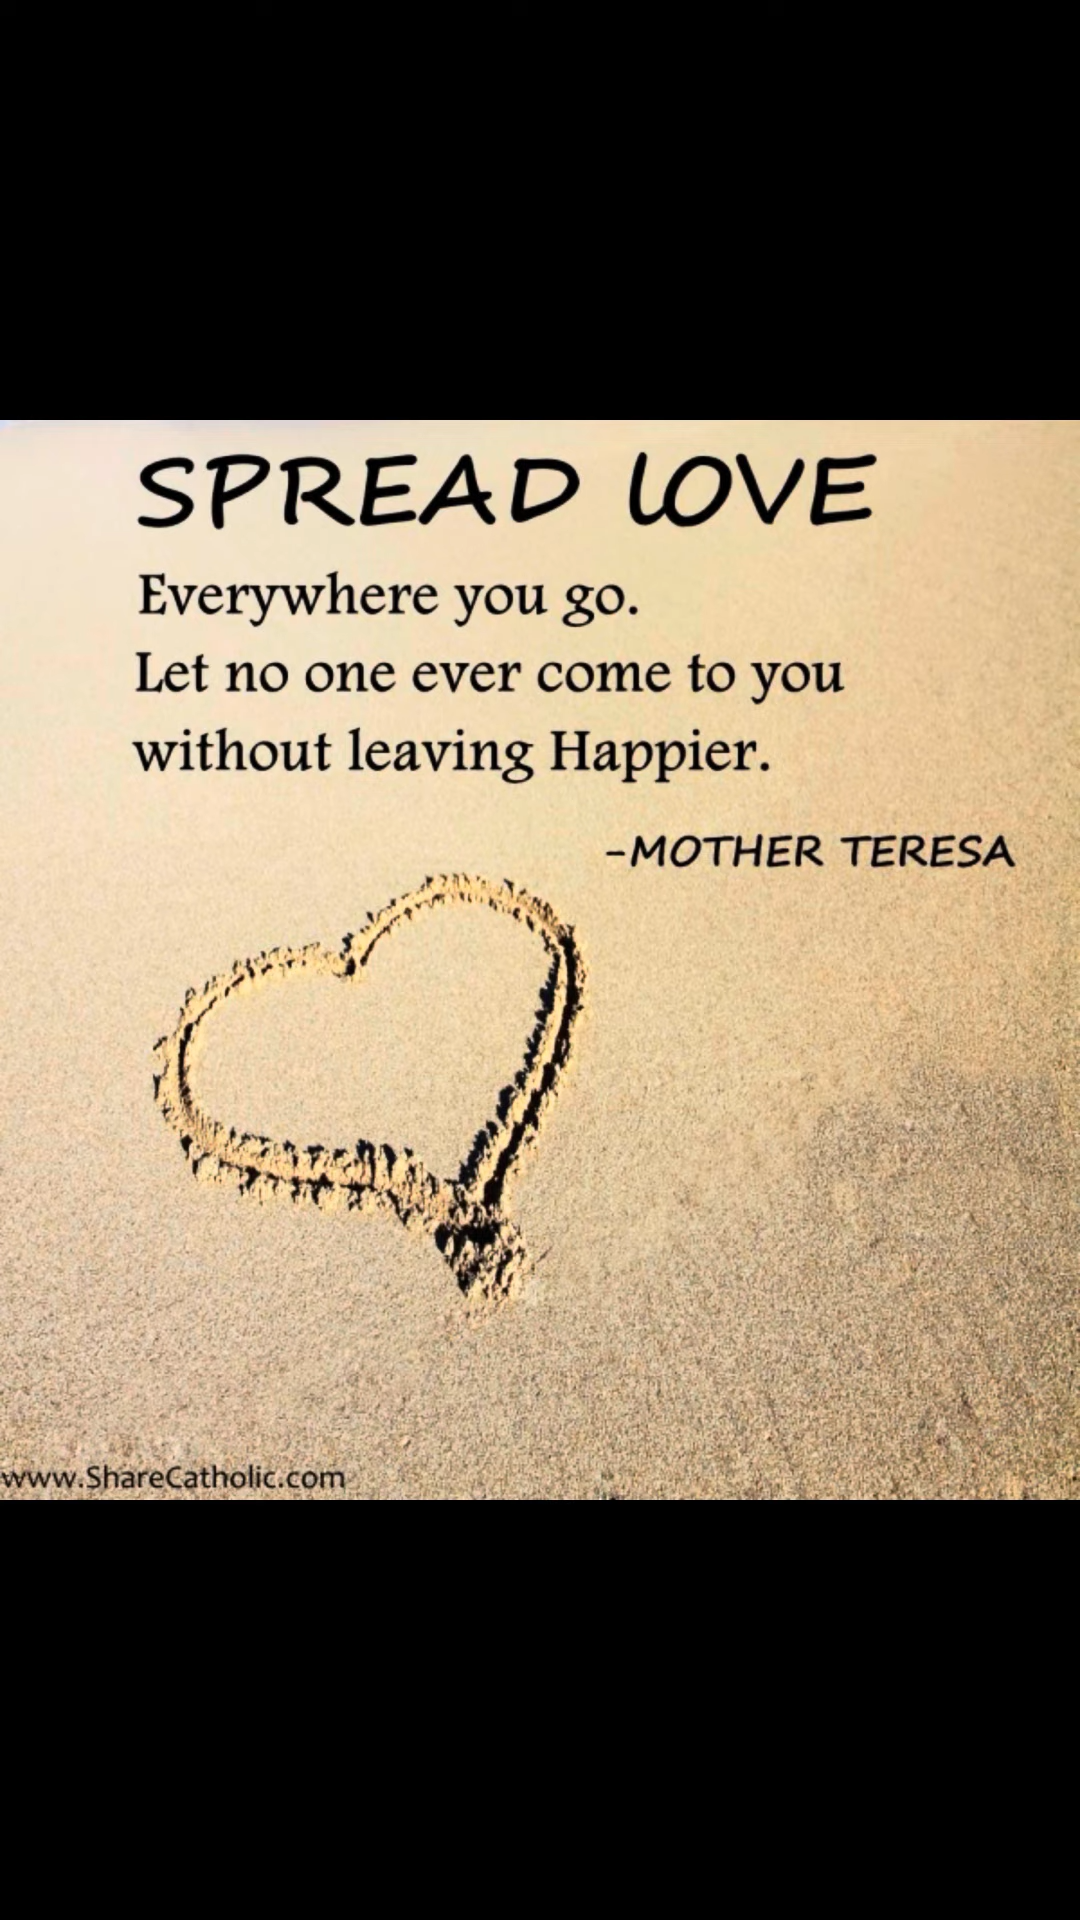 SPREAD LOVE
Everywhere you go.
Let no one ever come to you
without leaving Happier.
-MOTHER TERESA
www.ShareCatholic.com